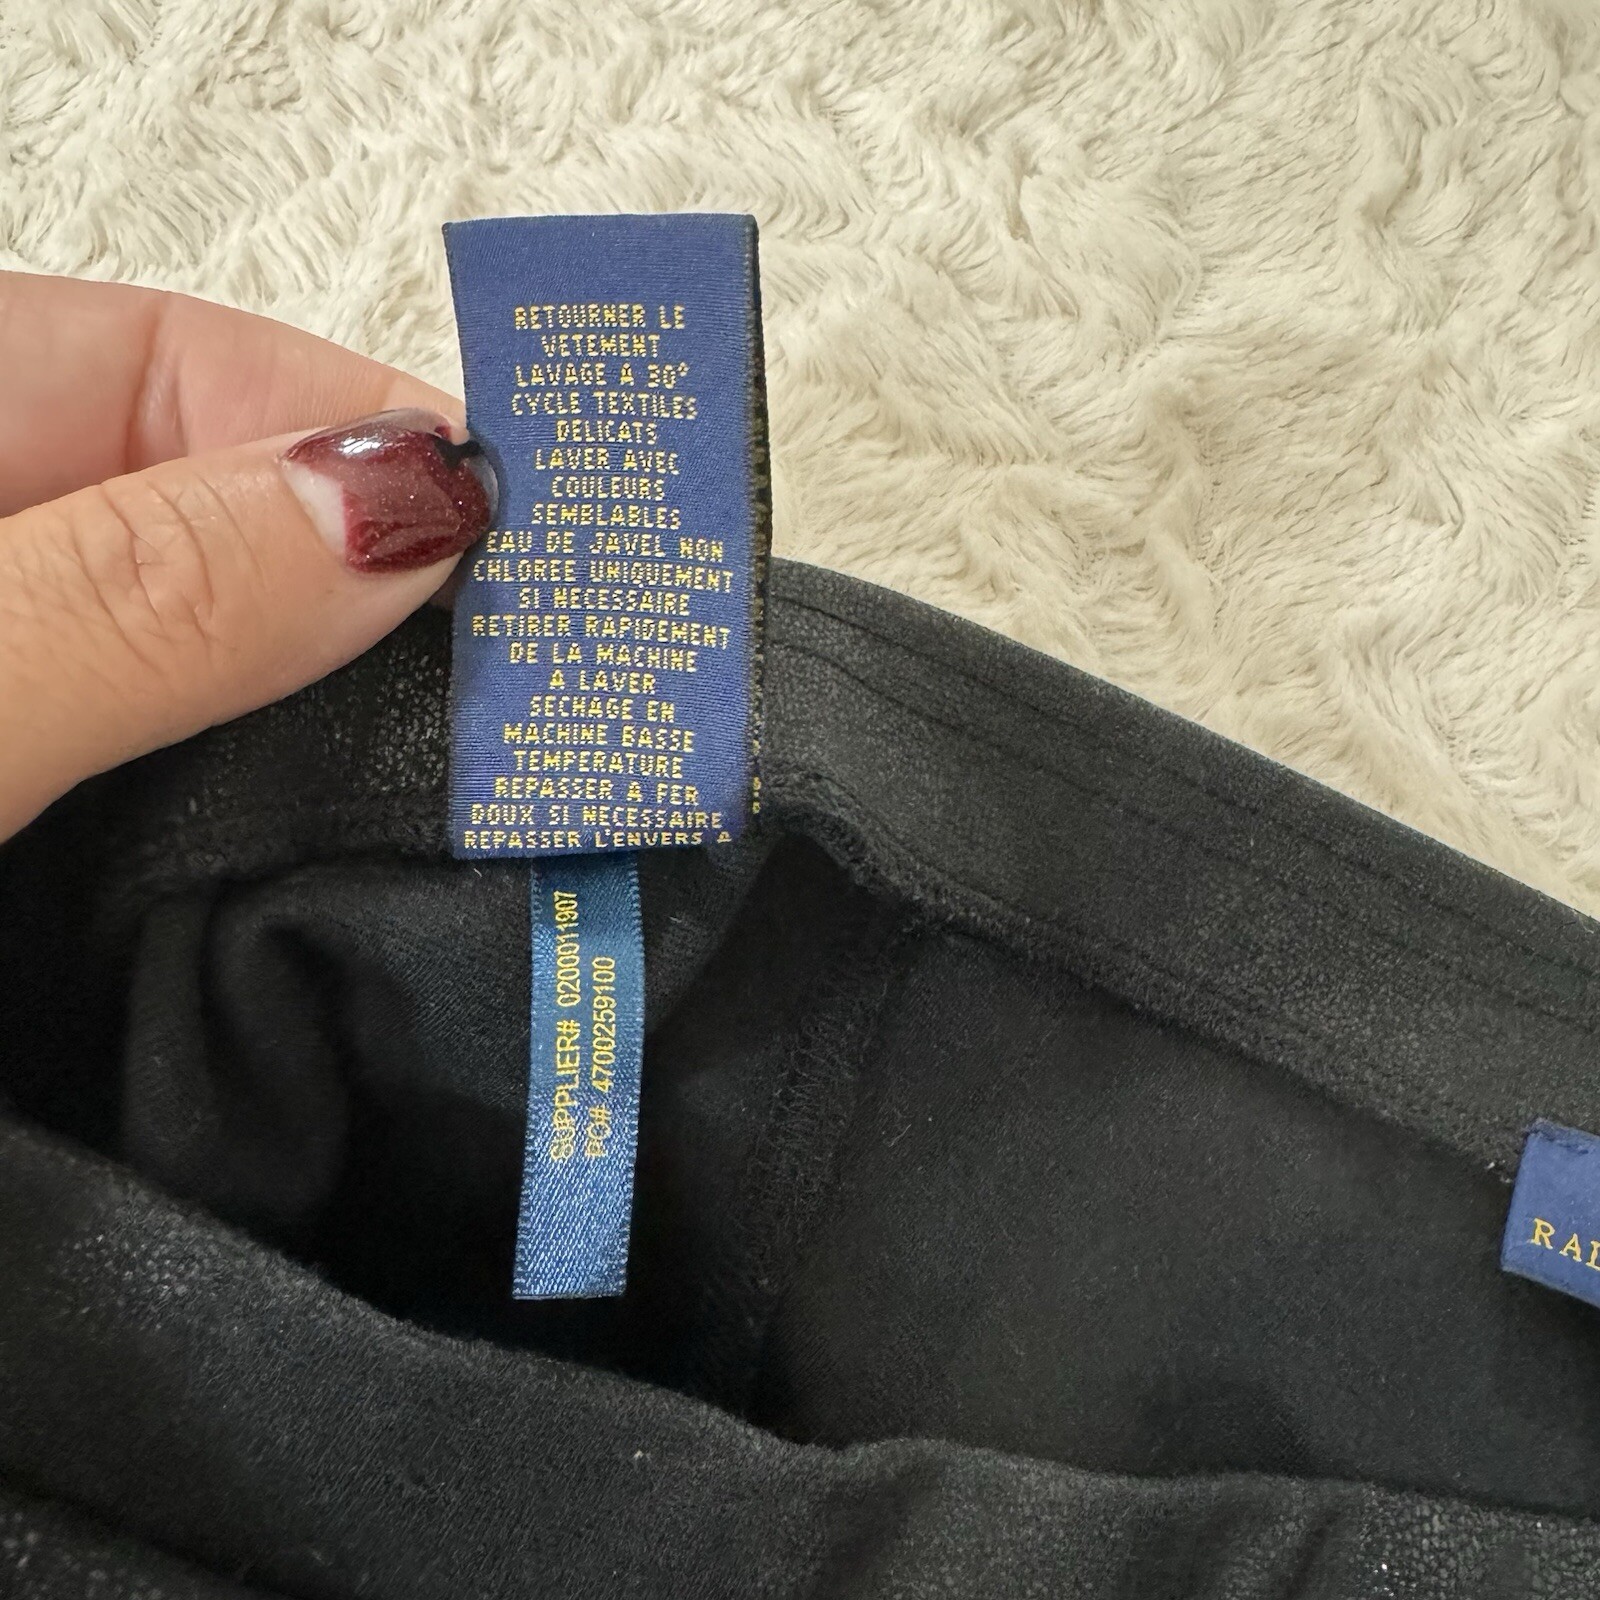 RETOURNER LE
VETEMENT
LAVAGE A 30°
CYCLE TEXTILES
DELICATS
LAVER AVEC
COULEURS
SEMBLABLES
EAU DE JAVEL NON
CHLOREE UNIQUEMENT
SI NECESSAIRE
RETIRER RAPIDEMENT
DE LA MACHINE
A LAVER
SECHAGE EN
MACHINE BASSE
TEMPERATURE
REPASSER A FER
DOUX SI NECESSAIRE
REPASSER L'ENVERS A
SUPPLIER# 0200011907
PO# 4700259100
RAL